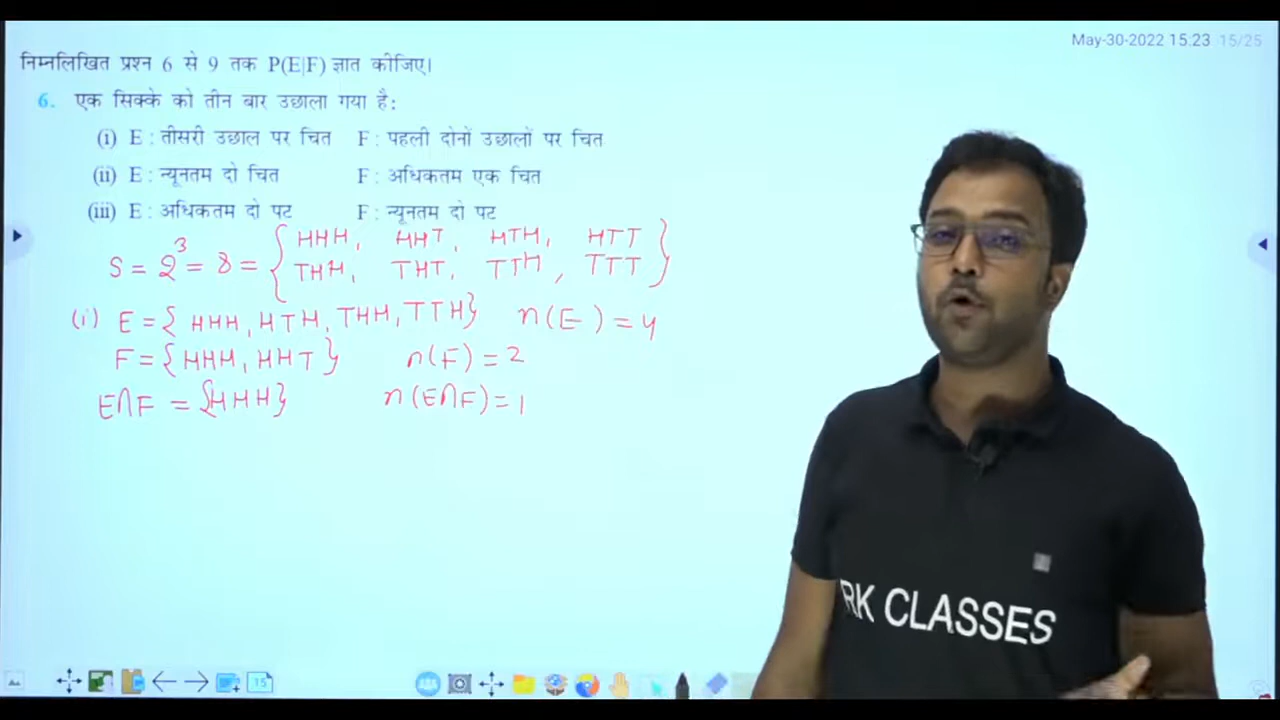 May-30-2022 15:23 15/25
निम्नलिखित प्रश्न 6 से 9 तक P(E|F) ज्ञात कीजिए।
6. एक सिक्के को तीन बार उछाला गया है:
(i) E : तीसरी उछाल पर चित F : पहली दोनों उछालों पर चित
(ii) E : न्यूनतम दो चित F : अधिकतम एक चित
(iii) E : अधिकतम दो पट F : न्यूनतम दो पट
S = 2³ = 8 = { HHH, HHT, HTH, HTT
THH, THT, TTH, TTT }
(i) E = { HHH, HTH, THH, TTH} n(E) = 4
F = {HHH, HHT} n(F) = 2
E∩F = {HHH} n(E∩F) = 1
RK CLASSES
15